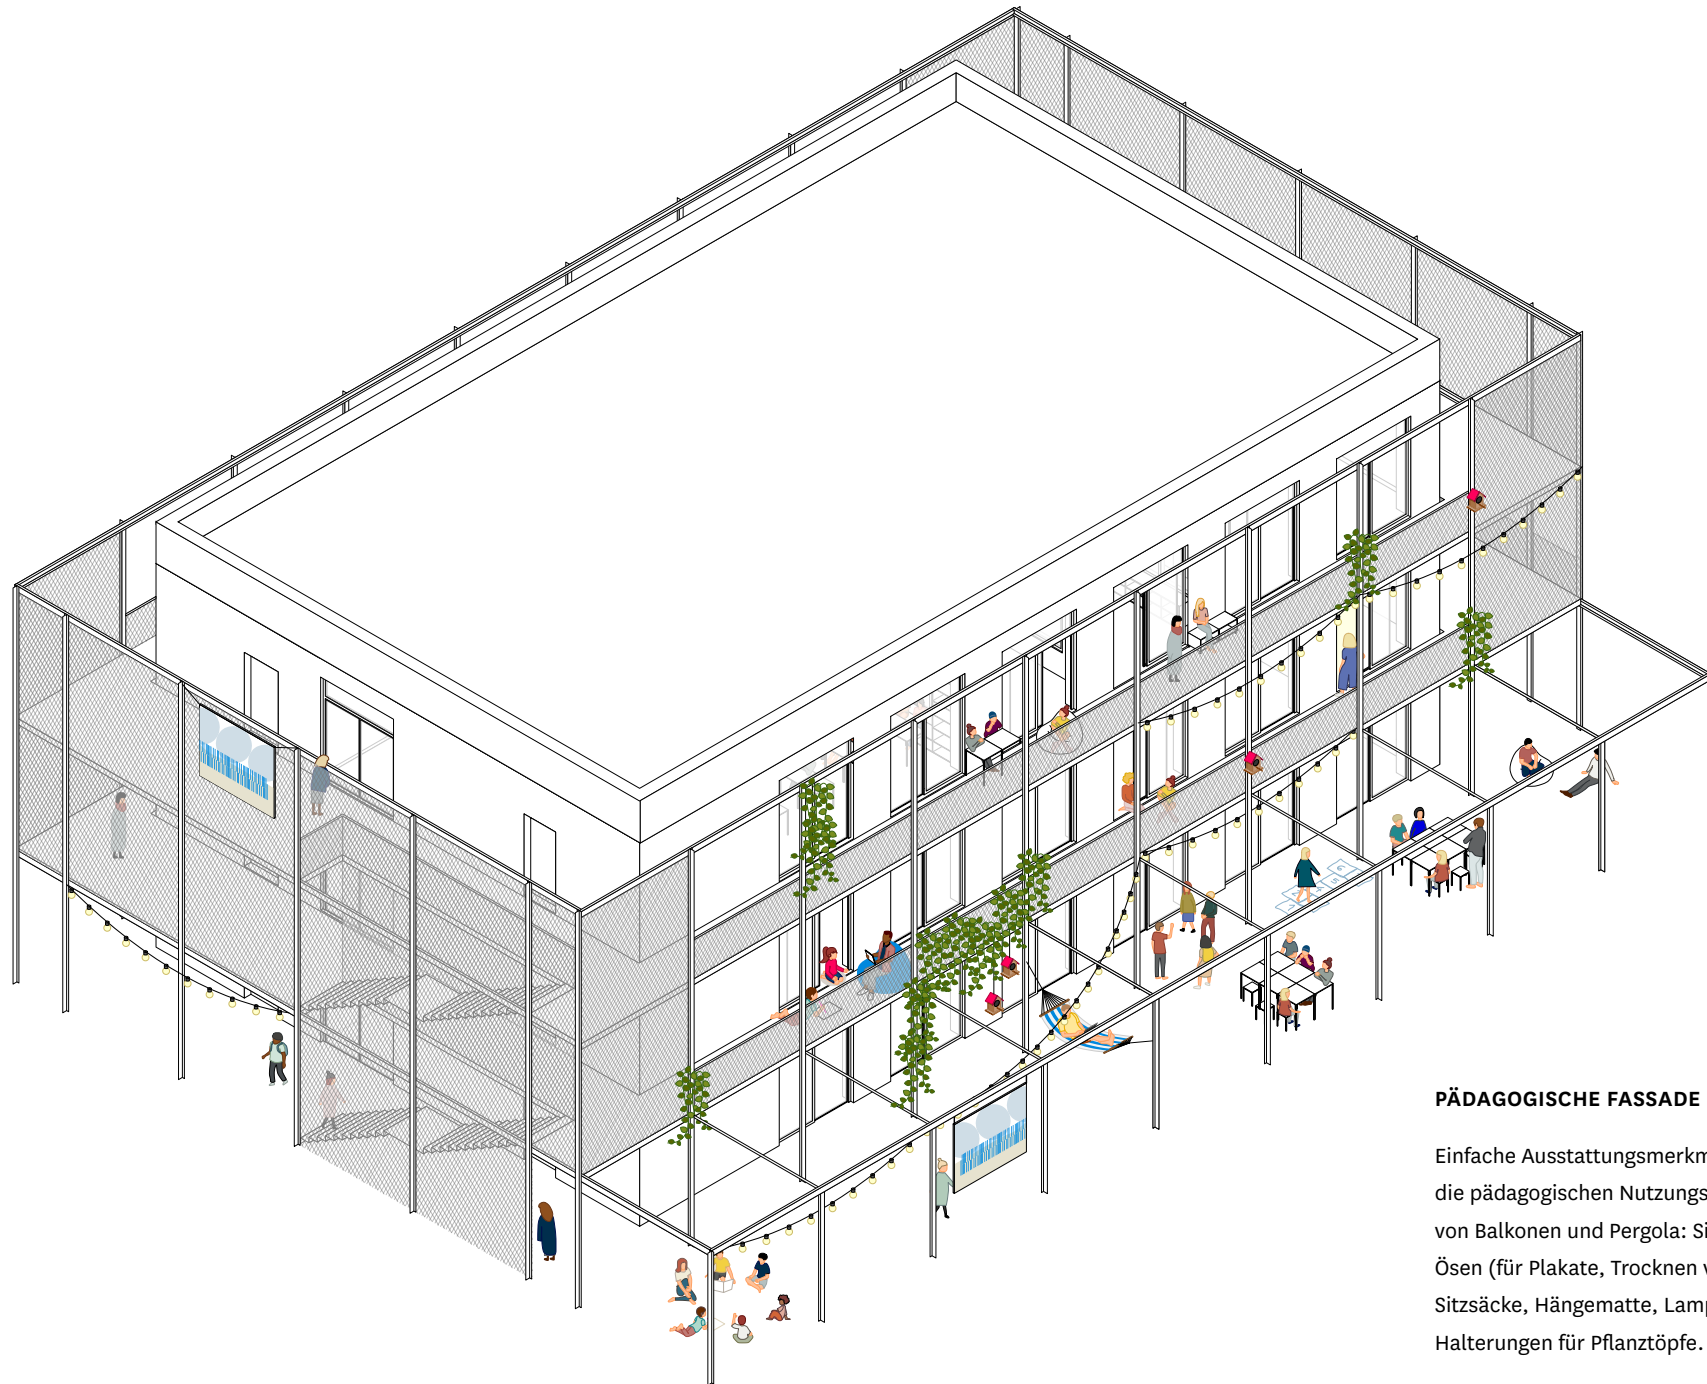 PÄDAGOGISCHE FASSADE
Einfache Ausstattungsmerkm
die pädagogischen Nutzungs
von Balkonen und Pergola: Si
Ösen (für Plakate, Trocknen v
Sitzsäcke, Hängematte, Lamp
Halterungen für Pflanztöpfe.